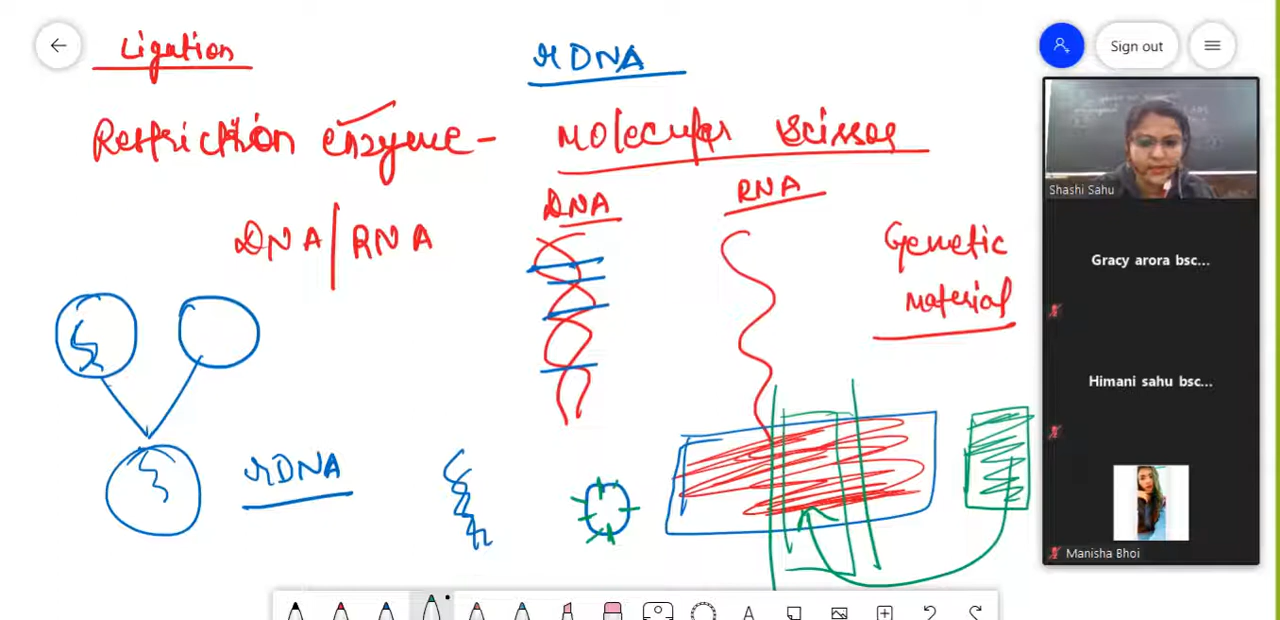 Ligation
rDNA
Sign out
Restriction enzyme - Molecular scissor
DNA RNA
DNA | RNA
Genetic material
rDNA
Shashi Sahu
Gracy arora bsc...
Himani sahu bsc...
Manisha Bhoi
A